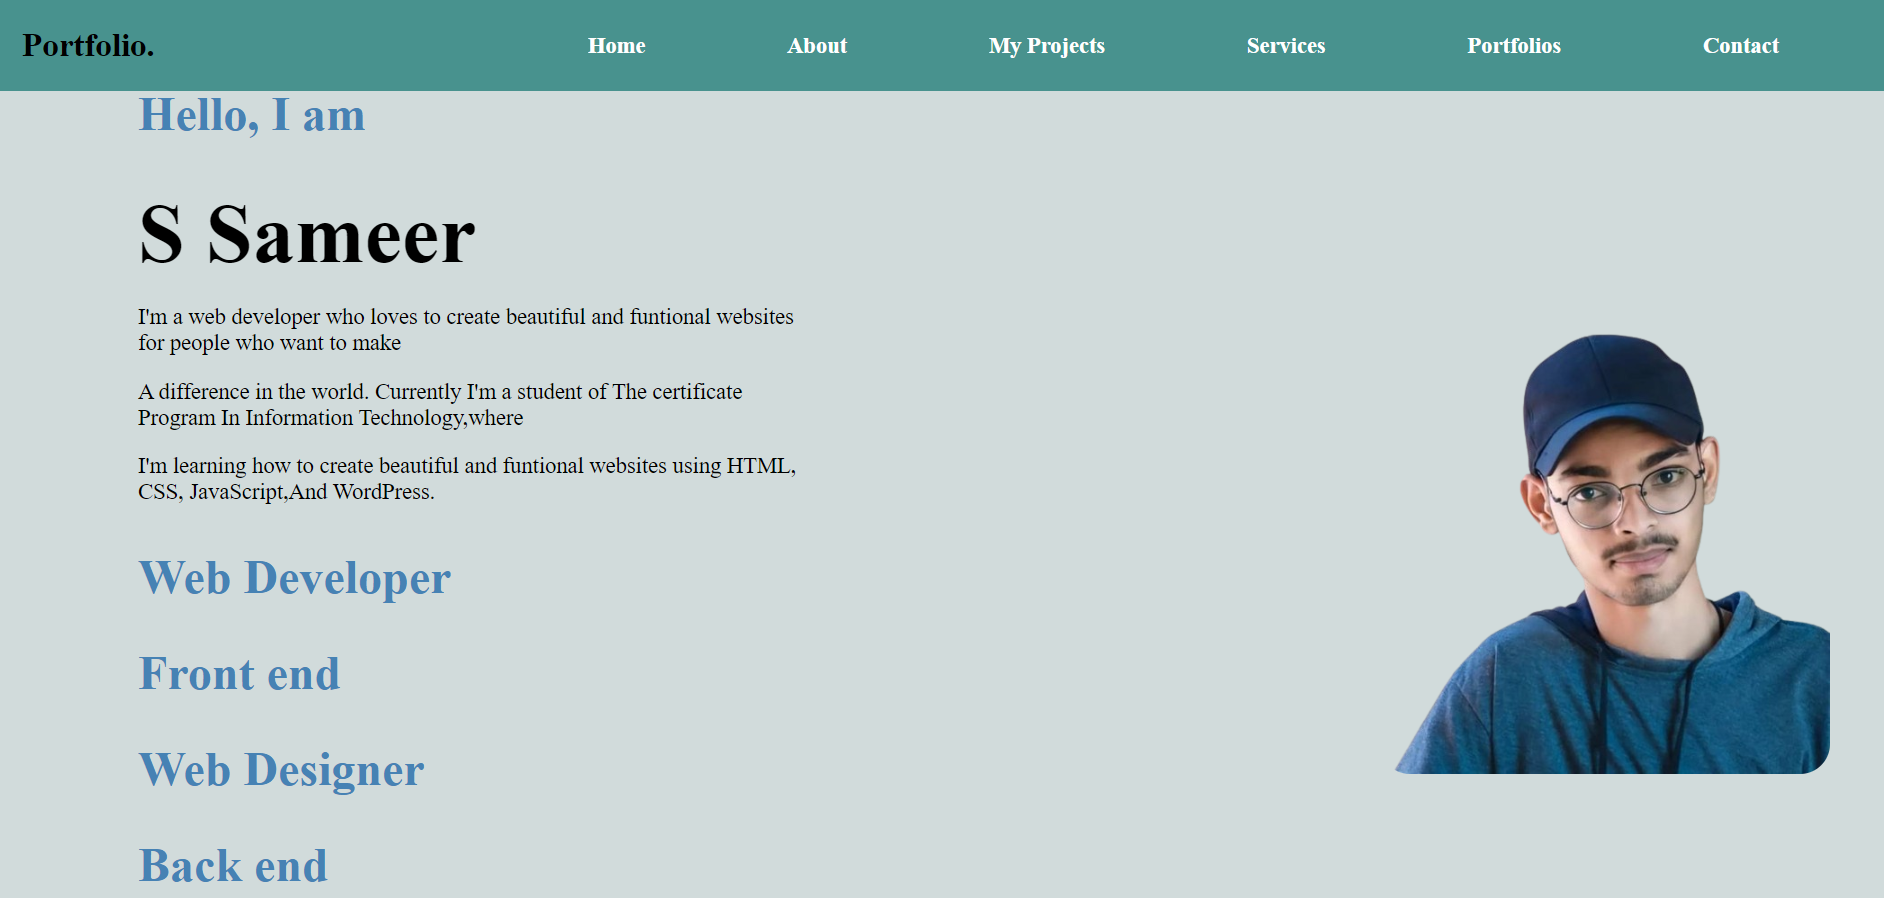 Portfolio.
Home
About
My Projects
Services
Portfolios
Contact
Hello, I am
S Sameer
I'm a web developer who loves to create beautiful and funtional websites
for people who want to make
A difference in the world. Currently I'm a student of The certificate
Program In Information Technology,where
I'm learning how to create beautiful and funtional websites using HTML,
CSS, JavaScript,And WordPress.
Web Developer
Front end
Web Designer
Back end